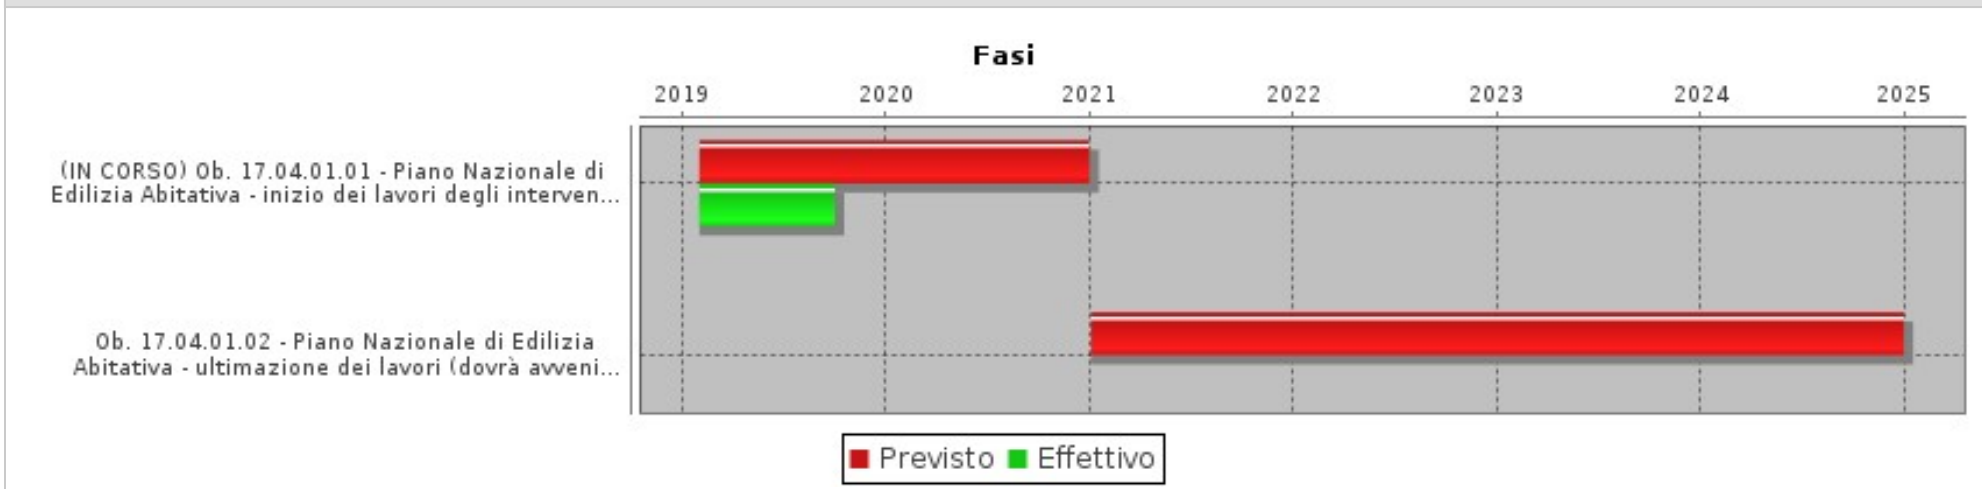 Fasi
2019 2020 2021 2022 2023 2024 2025
(IN CORSO) Ob. 17.04.01.01 - Piano Nazionale di
Edilizia Abitativa - inizio dei lavori degli interven...
Ob. 17.04.01.02 - Piano Nazionale di Edilizia
Abitativa - ultimazione dei lavori (dovrà avveni...
Previsto Effettivo